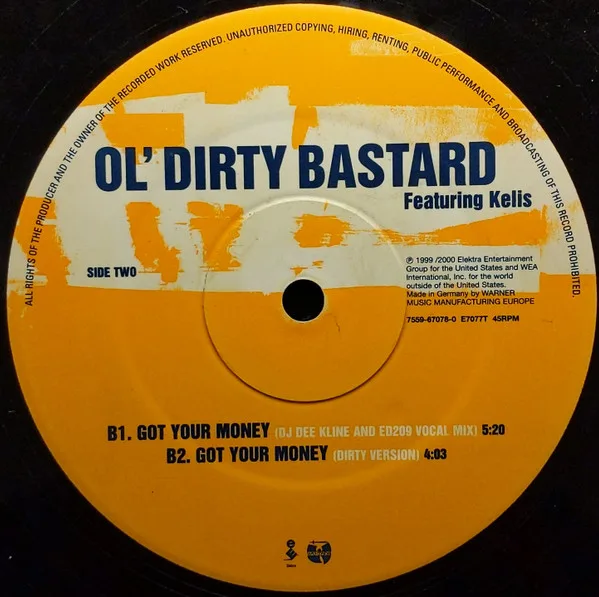 ALL RIGHTS OF THE PRODUCER AND THE OWNER OF THE RECORDED WORK RESERVED. UNAUTHORIZED COPYING, HIRING, RENTING, PUBLIC PERFORMANCE AND BROADCASTING OF THIS RECORD PROHIBITED.
OL' DIRTY BASTARD
Featuring Kelis
SIDE TWO
℗ 1999 /2000 Elektra Entertainment
Group for the United States and WEA
International, Inc. for the world
outside of the United States.
Made in Germany by WARNER
MUSIC MANUFACTURING EUROPE
7559-67078-0 E7077T 45RPM
B1. GOT YOUR MONEY (DJ DEE KLINE AND ED209 VOCAL MIX) 5:20
B2. GOT YOUR MONEY (DIRTY VERSION) 4:03